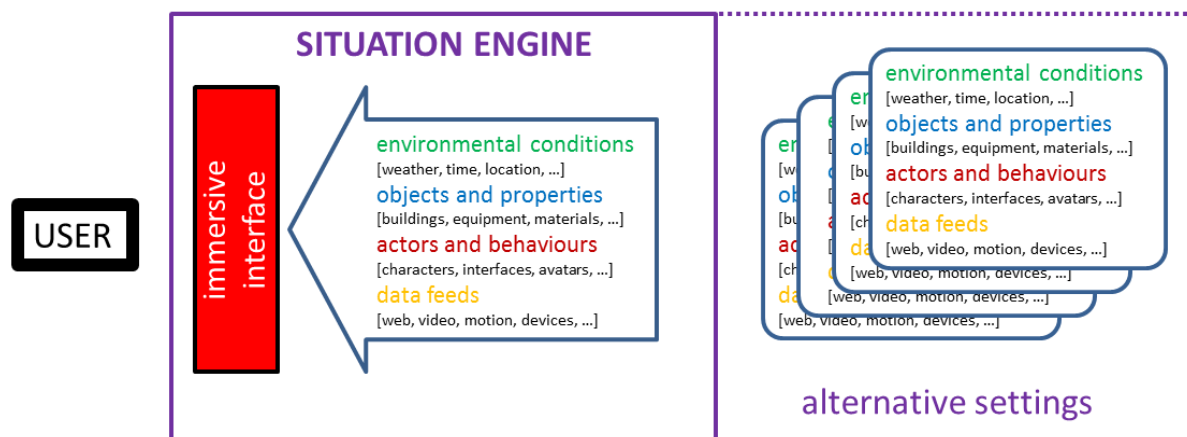 SITUATION ENGINE
USER
immersive
interface
environmental conditions
[weather, time, location, …]
objects and properties
[buildings, equipment, materials, …]
actors and behaviours
[characters, interfaces, avatars, …]
data feeds
[web, video, motion, devices, …]
environmental conditions
[weather, time, location, …]
objects and properties
[buildings, equipment, materials, …]
actors and behaviours
[characters, interfaces, avatars, …]
data feeds
[web, video, motion, devices, …]
[web, video, motion, devices, …]
[web, video, motion, devices, …]
[web, video, motion, devices, …]
alternative settings